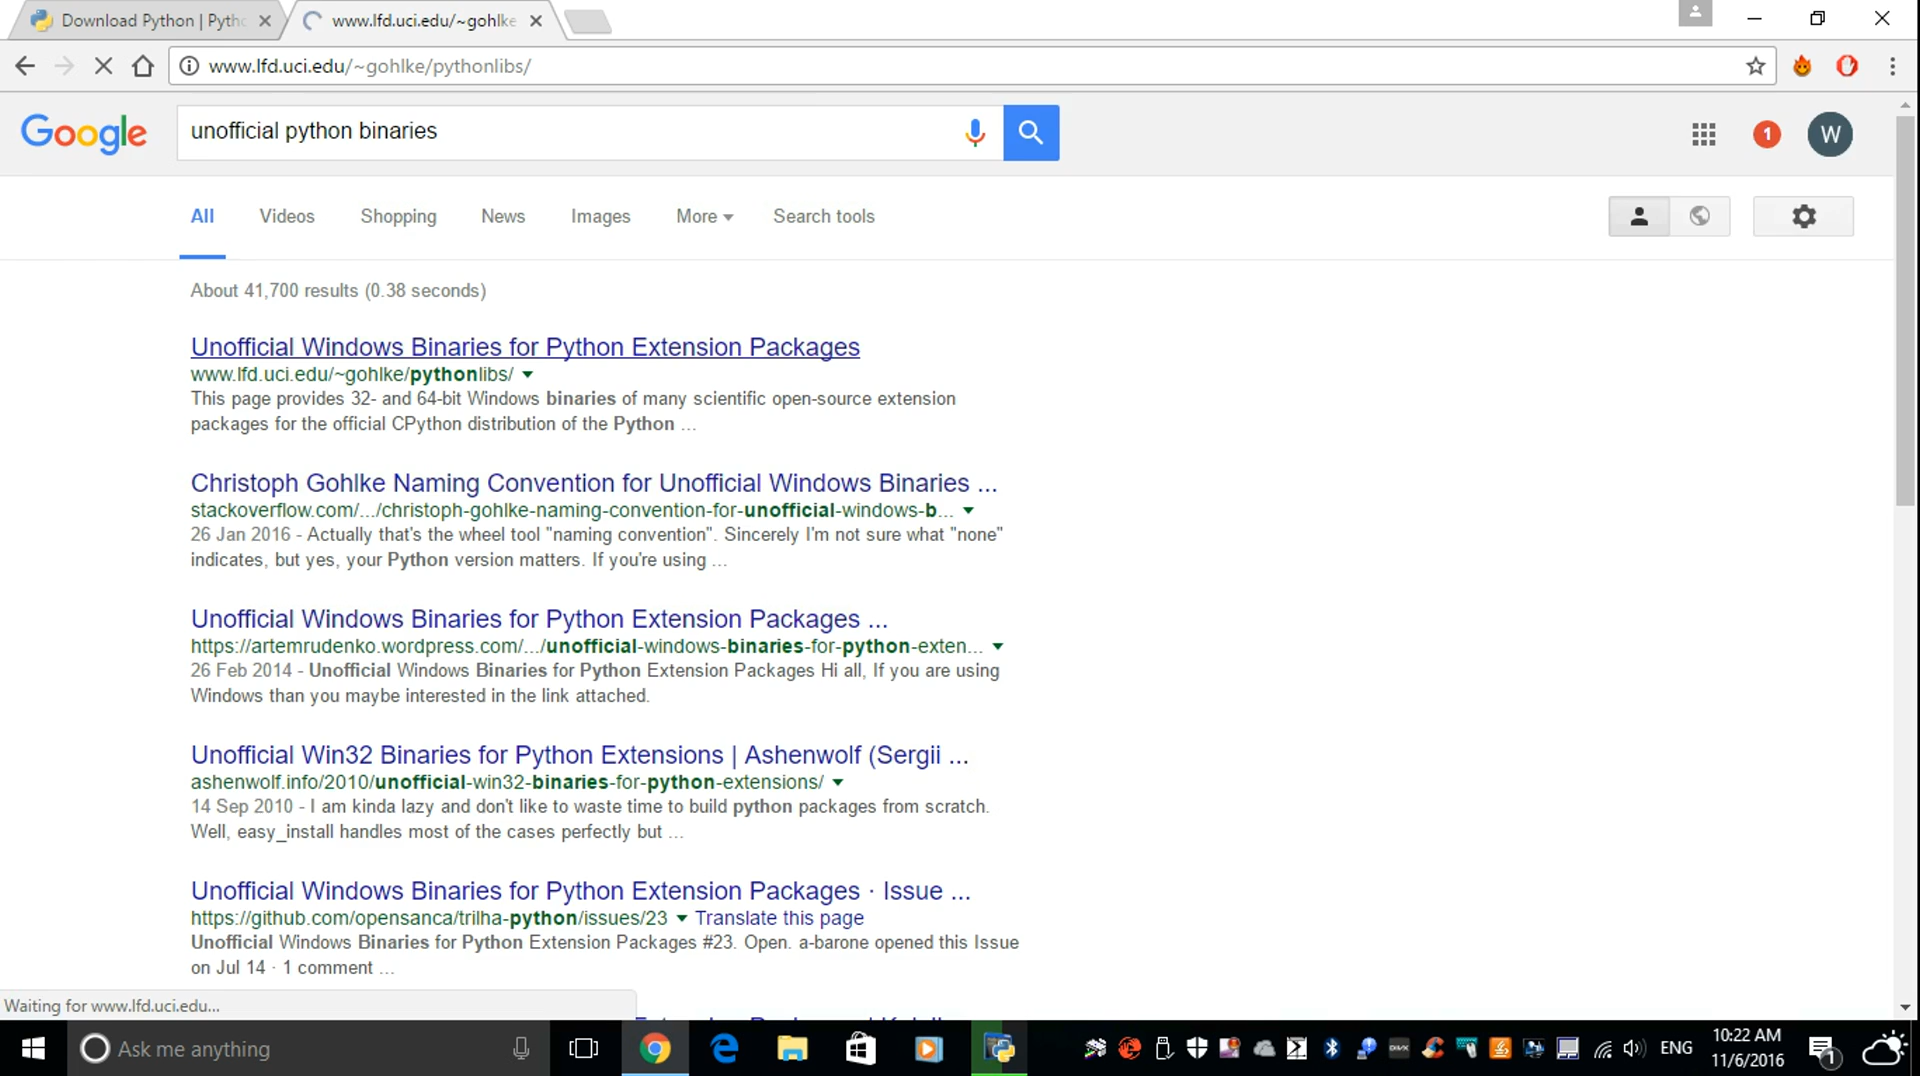 Download Python | Pytho
www.lfd.uci.edu/~gohlke
www.lfd.uci.edu/~gohlke/pythonlibs/
Google
unofficial python binaries
1
W
All
Videos
Shopping
News
Images
More
Search tools
About 41,700 results (0.38 seconds)
Unofficial Windows Binaries for Python Extension Packages
www.lfd.uci.edu/~gohlke/pythonlibs/
This page provides 32- and 64-bit Windows binaries of many scientific open-source extension
packages for the official CPython distribution of the Python ...
Christoph Gohlke Naming Convention for Unofficial Windows Binaries ...
stackoverflow.com/.../christoph-gohlke-naming-convention-for-unofficial-windows-b...
26 Jan 2016 - Actually that's the wheel tool "naming convention". Sincerely I'm not sure what "none"
indicates, but yes, your Python version matters. If you're using ...
Unofficial Windows Binaries for Python Extension Packages ...
https://artemrudenko.wordpress.com/.../unofficial-windows-binaries-for-python-exten...
26 Feb 2014 - Unofficial Windows Binaries for Python Extension Packages Hi all, If you are using
Windows than you maybe interested in the link attached.
Unofficial Win32 Binaries for Python Extensions | Ashenwolf (Sergii ...
ashenwolf.info/2010/unofficial-win32-binaries-for-python-extensions/
14 Sep 2010 - I am kinda lazy and don't like to waste time to build python packages from scratch.
Well, easy_install handles most of the cases perfectly but ...
Unofficial Windows Binaries for Python Extension Packages · Issue ...
https://github.com/opensanca/trilha-python/issues/23 Translate this page
Unofficial Windows Binaries for Python Extension Packages #23. Open. a-barone opened this Issue
on Jul 14 · 1 comment ...
Waiting for www.lfd.uci.edu...
Ask me anything
ENG
10:22 AM
11/6/2016
1